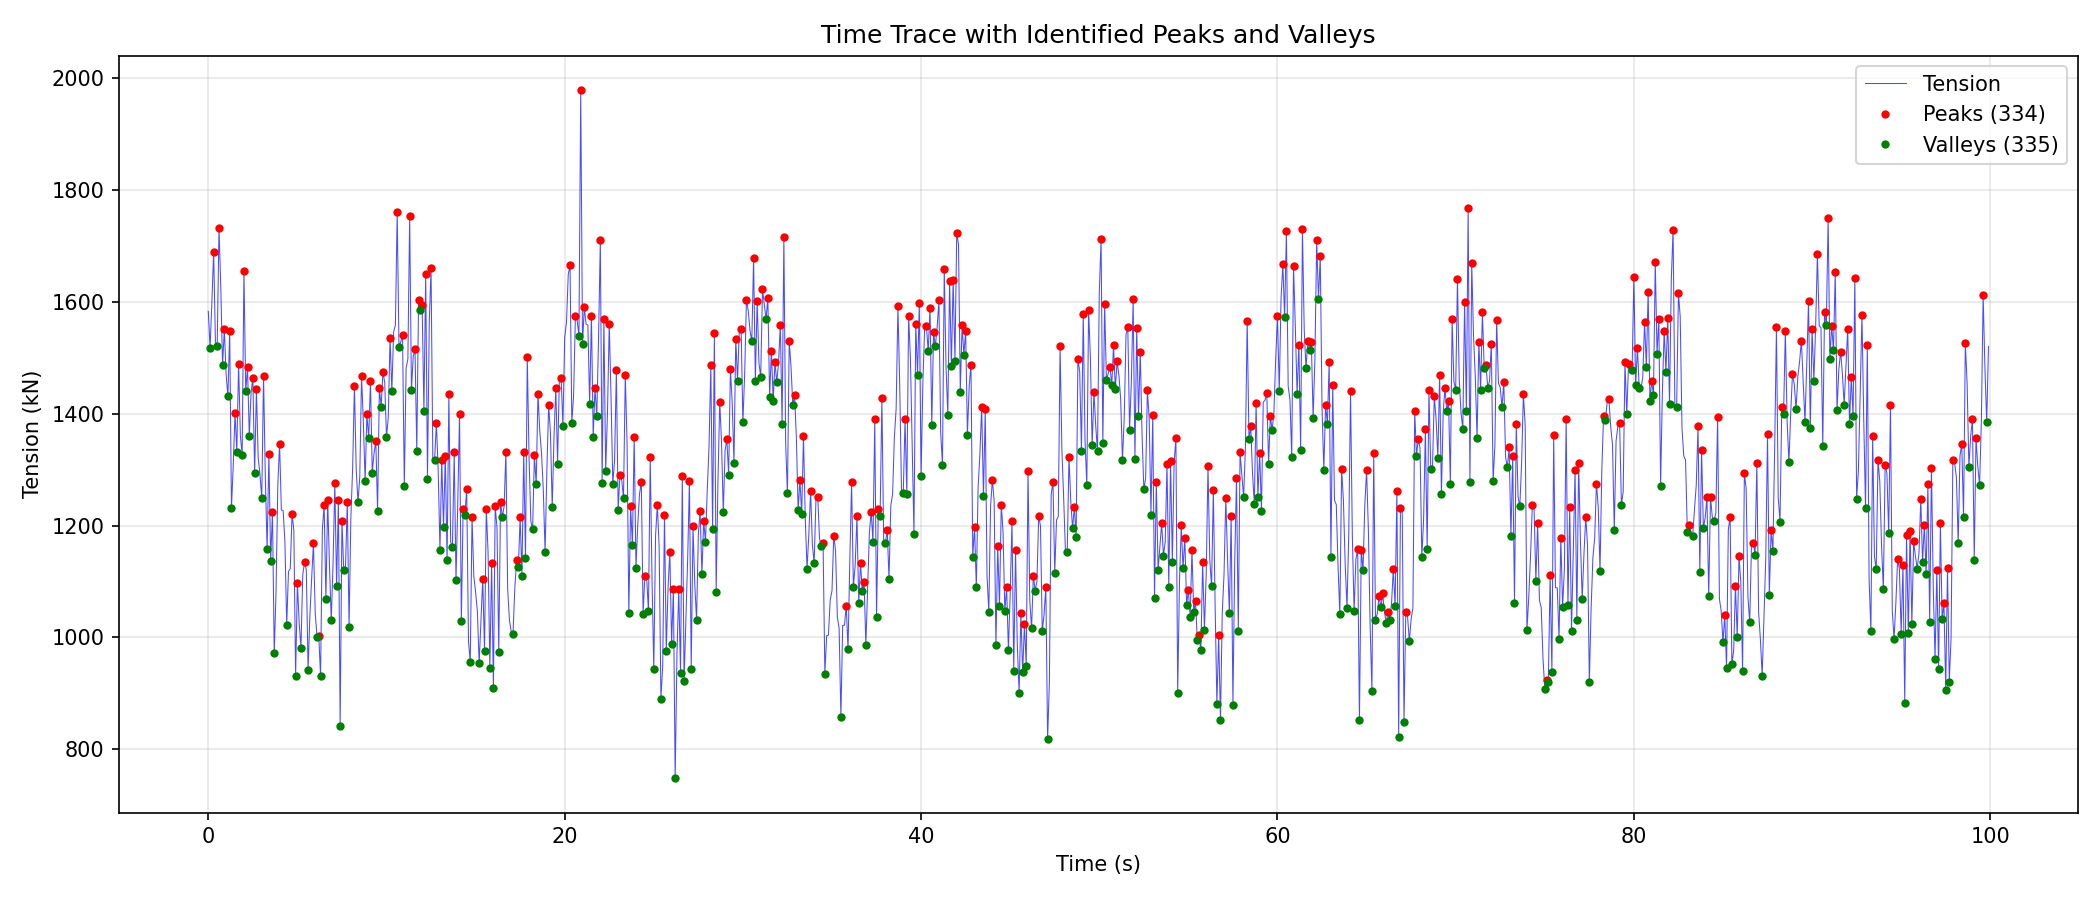 Time Trace with Identified Peaks and Valleys
Tension (kN)
2000
1800
1600
1400
1200
1000
800
Tension
Peaks (334)
Valleys (335)
0 20 40 60 80 100
Time (s)